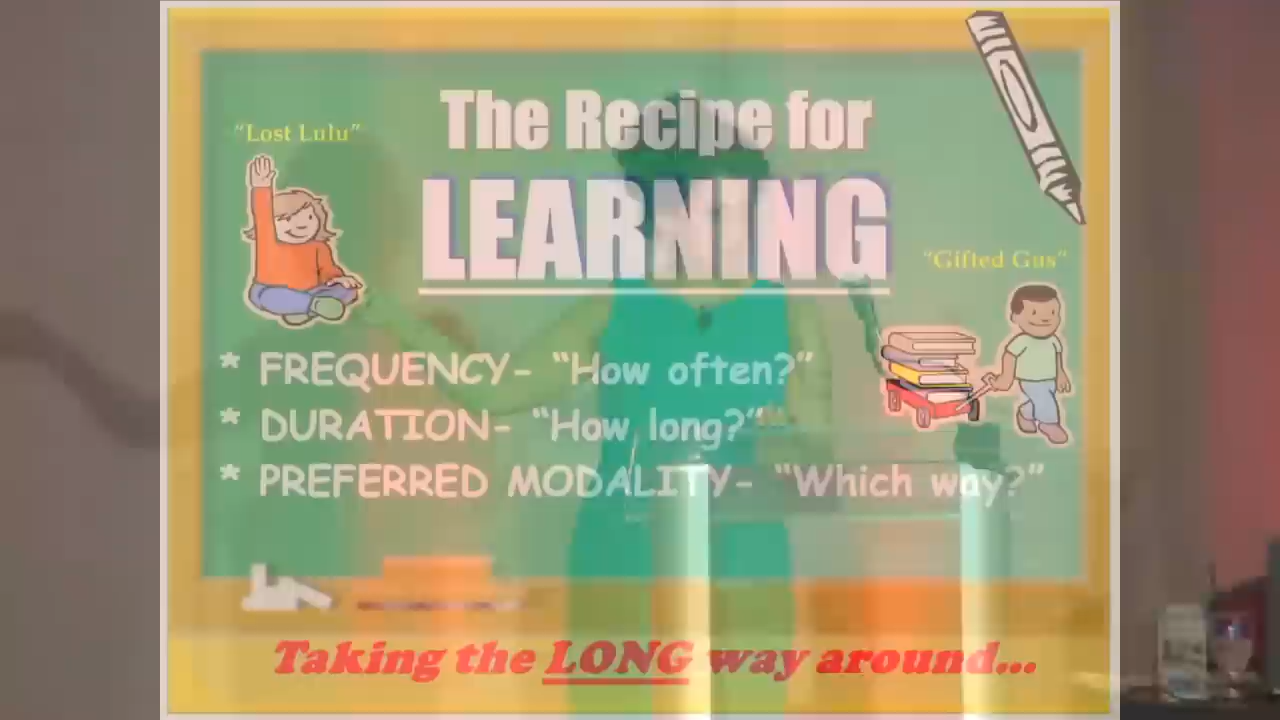 "Lost Lulu"
The Recipe for
LEARNING
"Gifted Gus"
* FREQUENCY- "How often?"
* DURATION- "How long?"
* PREFERRED MODALITY- "Which way?"
Taking the LONG way around...